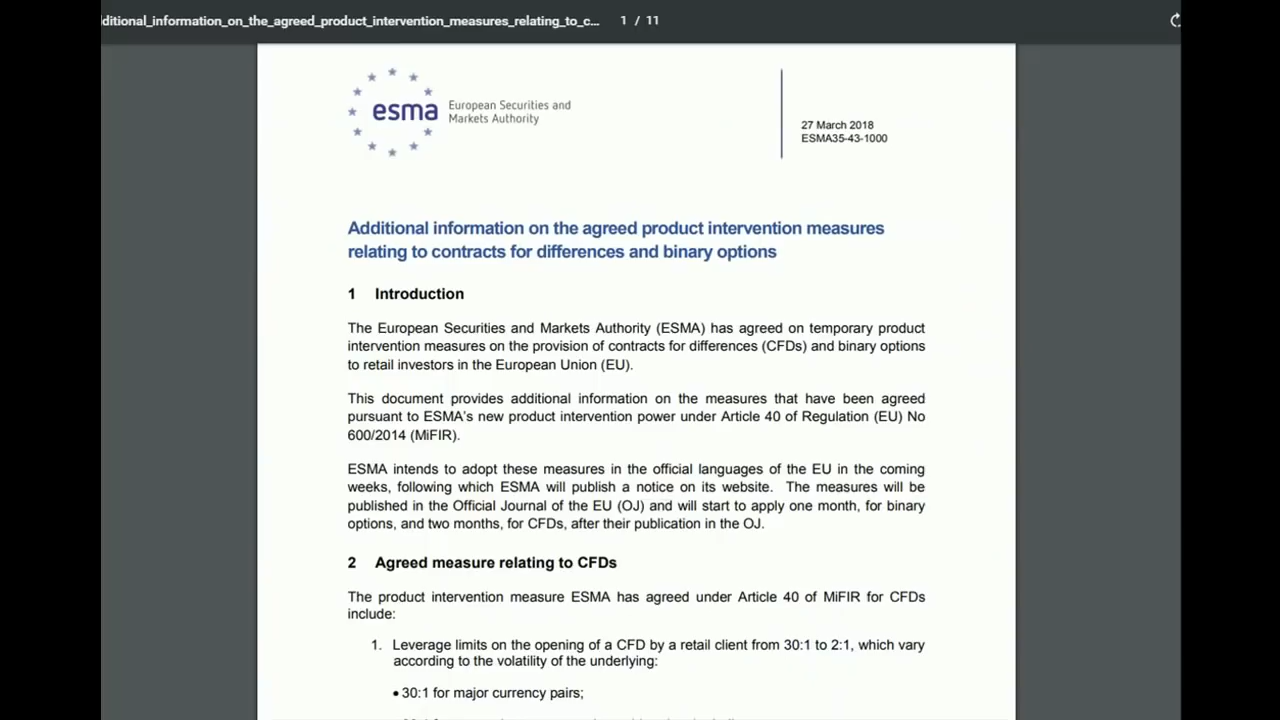 dditional_information_on_the_agreed_product_intervention_measures_relating_to_c... 1 / 11
esma
European Securities and
Markets Authority
27 March 2018
ESMA35-43-1000
Additional information on the agreed product intervention measures
relating to contracts for differences and binary options
1 Introduction
The European Securities and Markets Authority (ESMA) has agreed on temporary product
intervention measures on the provision of contracts for differences (CFDs) and binary options
to retail investors in the European Union (EU).
This document provides additional information on the measures that have been agreed
pursuant to ESMA's new product intervention power under Article 40 of Regulation (EU) No
600/2014 (MiFIR).
ESMA intends to adopt these measures in the official languages of the EU in the coming
weeks, following which ESMA will publish a notice on its website. The measures will be
published in the Official Journal of the EU (OJ) and will start to apply one month, for binary
options, and two months, for CFDs, after their publication in the OJ.
2 Agreed measure relating to CFDs
The product intervention measure ESMA has agreed under Article 40 of MiFIR for CFDs
include:
1. Leverage limits on the opening of a CFD by a retail client from 30:1 to 2:1, which vary
according to the volatility of the underlying:
• 30:1 for major currency pairs;